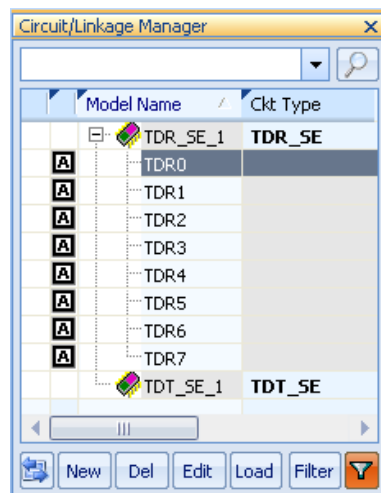 Circuit/Linkage Manager
Model Name Ckt Type
TDR_SE_1 TDR_SE
A TDR0
A TDR1
A TDR2
A TDR3
A TDR4
A TDR5
A TDR6
A TDR7
TDT_SE_1 TDT_SE
New Del Edit Load Filter